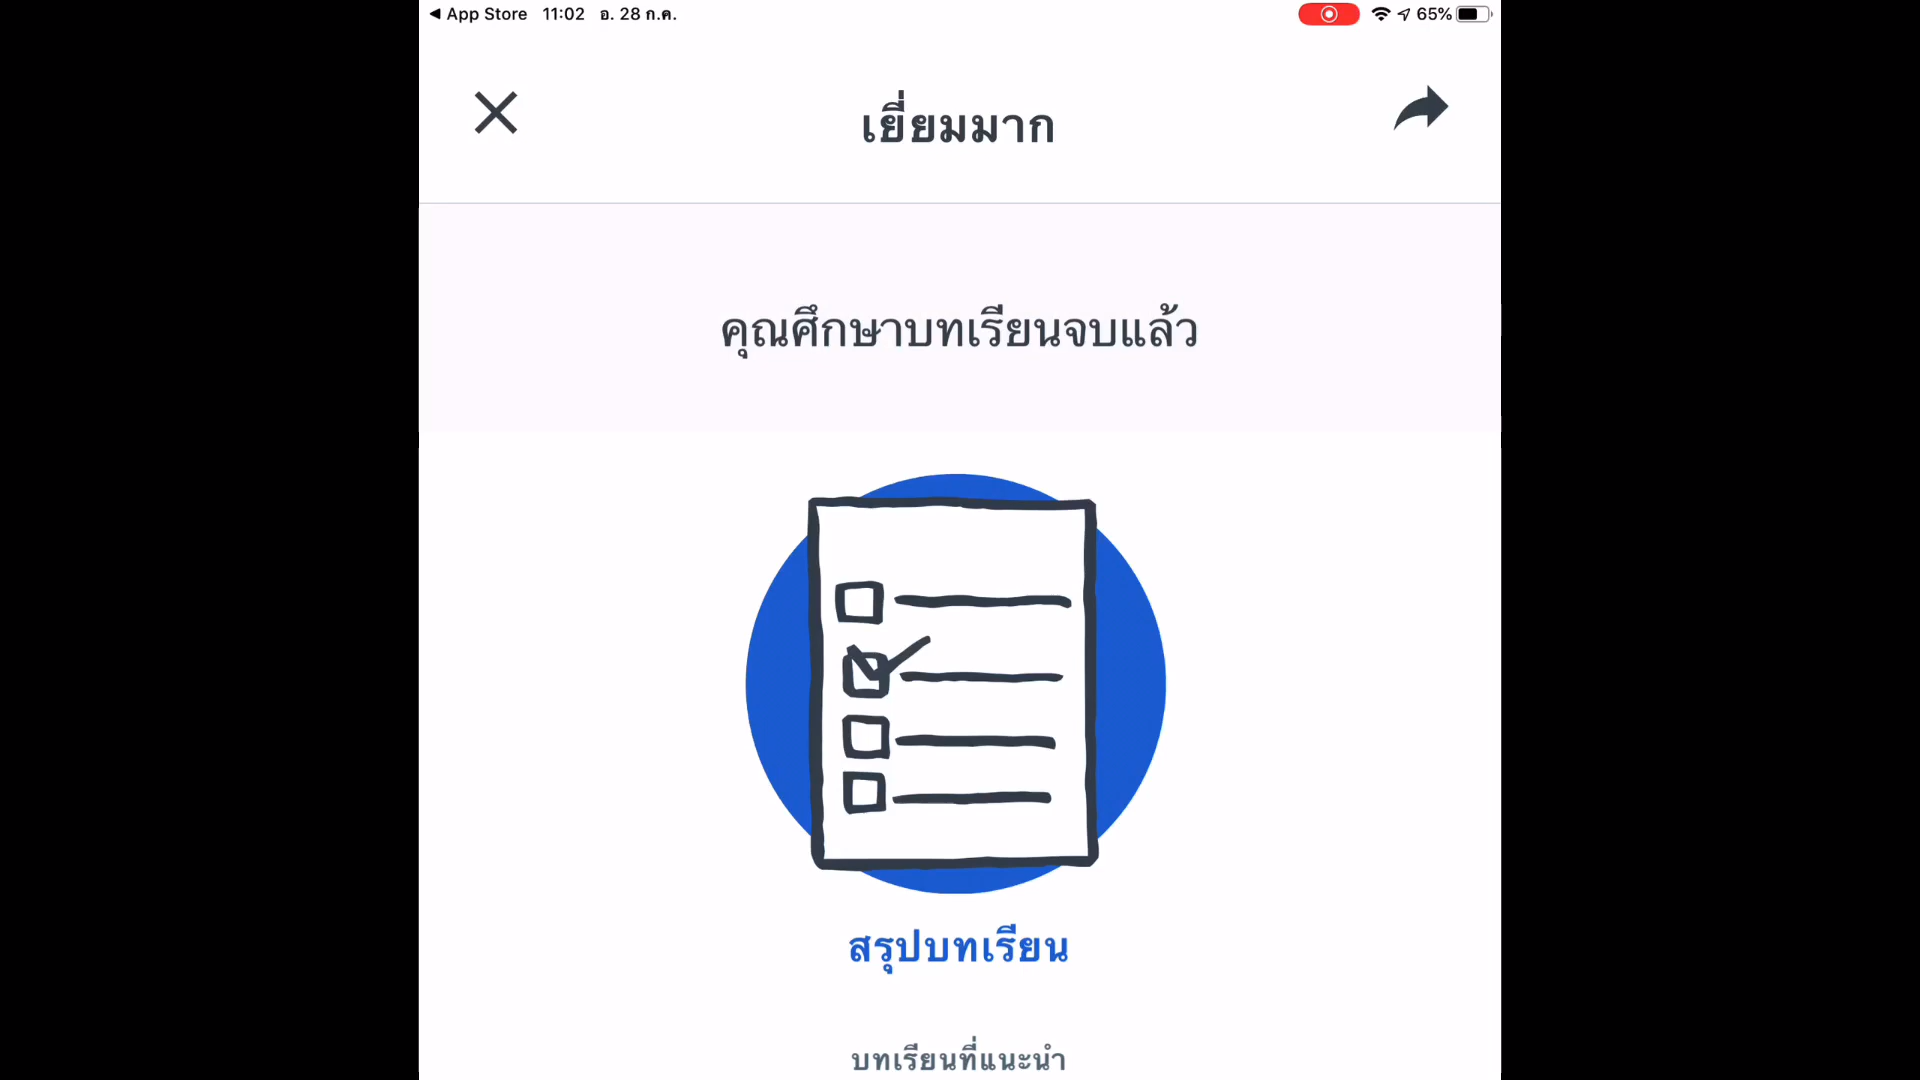 ◀ App Store 11:02 อ. 28 ก.ค. 65%
เยี่ยมมาก
คุณศึกษาบทเรียนจบแล้ว
สรุปบทเรียน
บทเรียนที่แนะนำ